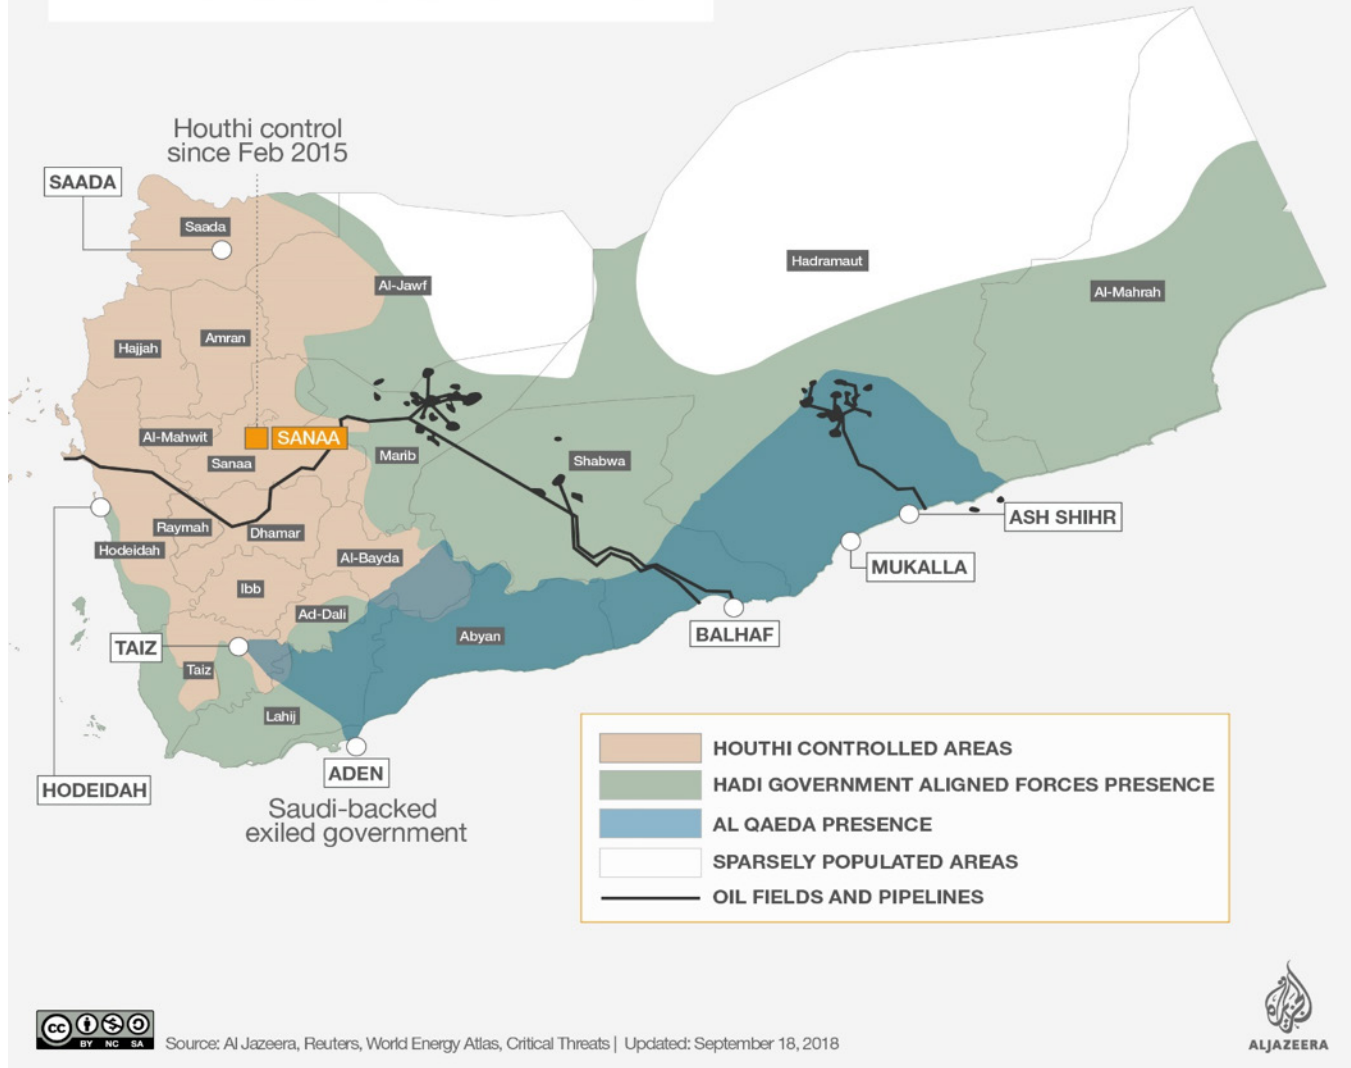 Houthi control
since Feb 2015
SAADA
Saada
Al-Jawf
Hadramaut
Al-Mahrah
Hajjah
Amran
Al-Mahwit
SANAA
Sanaa
Marib
Shabwa
Raymah
Dhamar
Hodeidah
Al-Bayda
Ibb
Ad-Dali
ASH SHIHR
MUKALLA
BALHAF
TAIZ
Abyan
Taiz
Lahij
ADEN
HODEIDAH
Saudi-backed
exiled government
HOUTHI CONTROLLED AREAS
HADI GOVERNMENT ALIGNED FORCES PRESENCE
AL QAEDA PRESENCE
SPARSELY POPULATED AREAS
OIL FIELDS AND PIPELINES
cc
BY NC SA
Source: Al Jazeera, Reuters, World Energy Atlas, Critical Threats | Updated: September 18, 2018
الجزيرة
ALJAZEERA